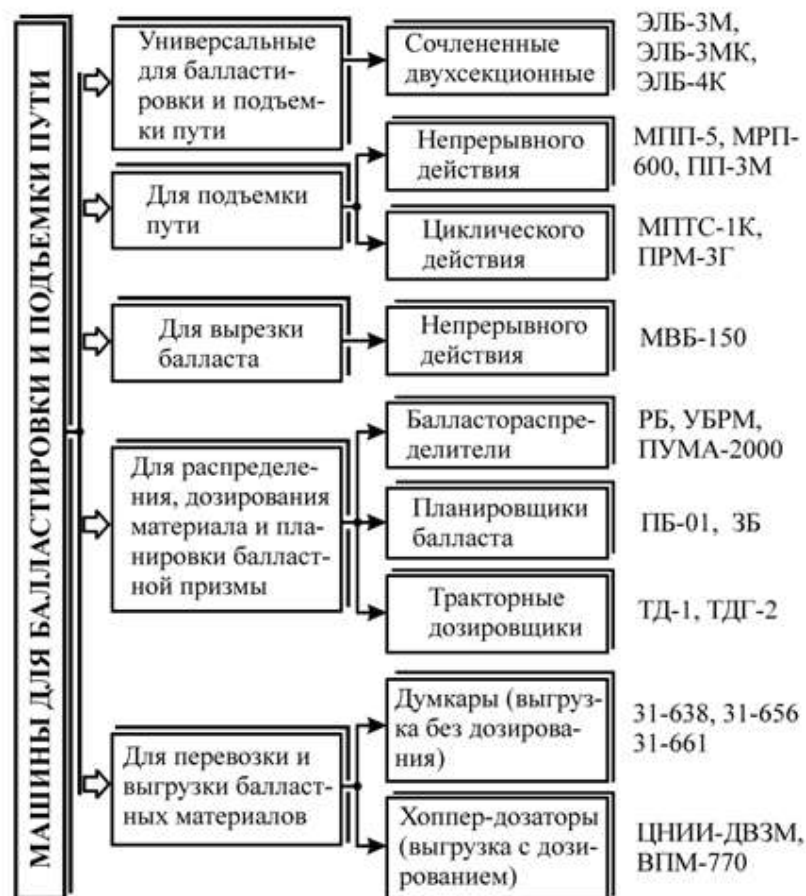 МАШИНЫ ДЛЯ БАЛЛАСТИРОВКИ И ПОДЪЕМКИ ПУТИ
Универсальные
для балласти-
ровки и подъем-
ки пути
Сочлененные
двухсекционные
ЭЛБ-3М,
ЭЛБ-3МК,
ЭЛБ-4К
Для подъемки
пути
Непрерывного
действия
МПП-5, МРП-
600, ПП-3М
Циклического
действия
МПТС-1К,
ПРМ-3Г
Для вырезки
балласта
Непрерывного
действия
МВБ-150
Для распределе-
ния, дозирования
материала и пла-
нировки балласт-
ной призмы
Балластораспре-
делители
РБ, УБРМ,
ПУМА-2000
Планировщики
балласта
ПБ-01, ЗБ
Тракторные
дозировщики
ТД-1, ТДГ-2
Для перевозки и
выгрузки балласт-
ных материалов
Думкары (выгруз-
ка без дозирова-
ния)
31-638, 31-656
31-661
Хоппер-дозаторы
(выгрузка с дози-
рованием)
ЦНИИ-ДВЗМ,
ВПМ-770